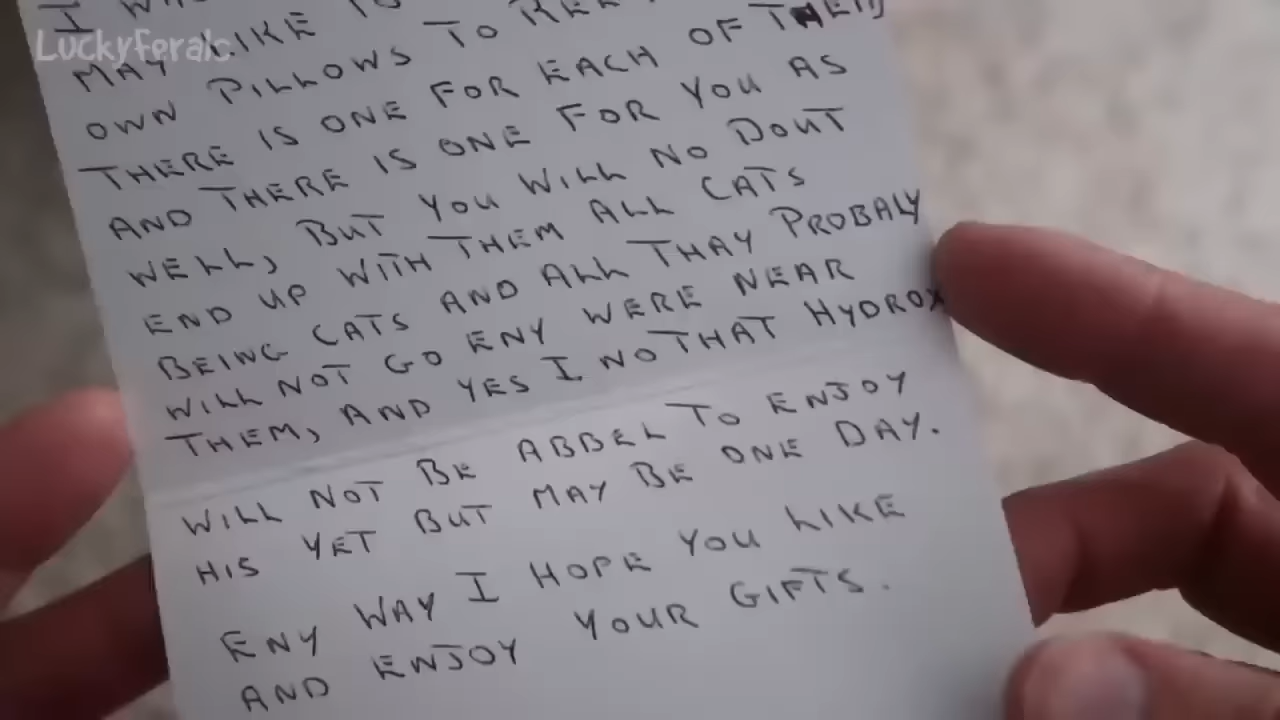 LuckyFerals
I
MAY LIKE TO
OWN PILLOWS TO
THERE IS ONE FOR EACH OF THEM
AND THERE IS ONE FOR YOU AS
WELL, BUT YOU WILL NO DOUT
END UP WITH THEM ALL CATS
BEING CATS AND ALL THAY PROBALY
WILL NOT GO ENY WERE NEAR
THEM, AND YES I NO THAT HYDROX
WILL NOT BE ABBEL TO ENJOY
HIS YET BUT MAY BE ONE DAY.
ENY WAY I HOPE YOU LIKE
AND ENJOY YOUR GIFTS.